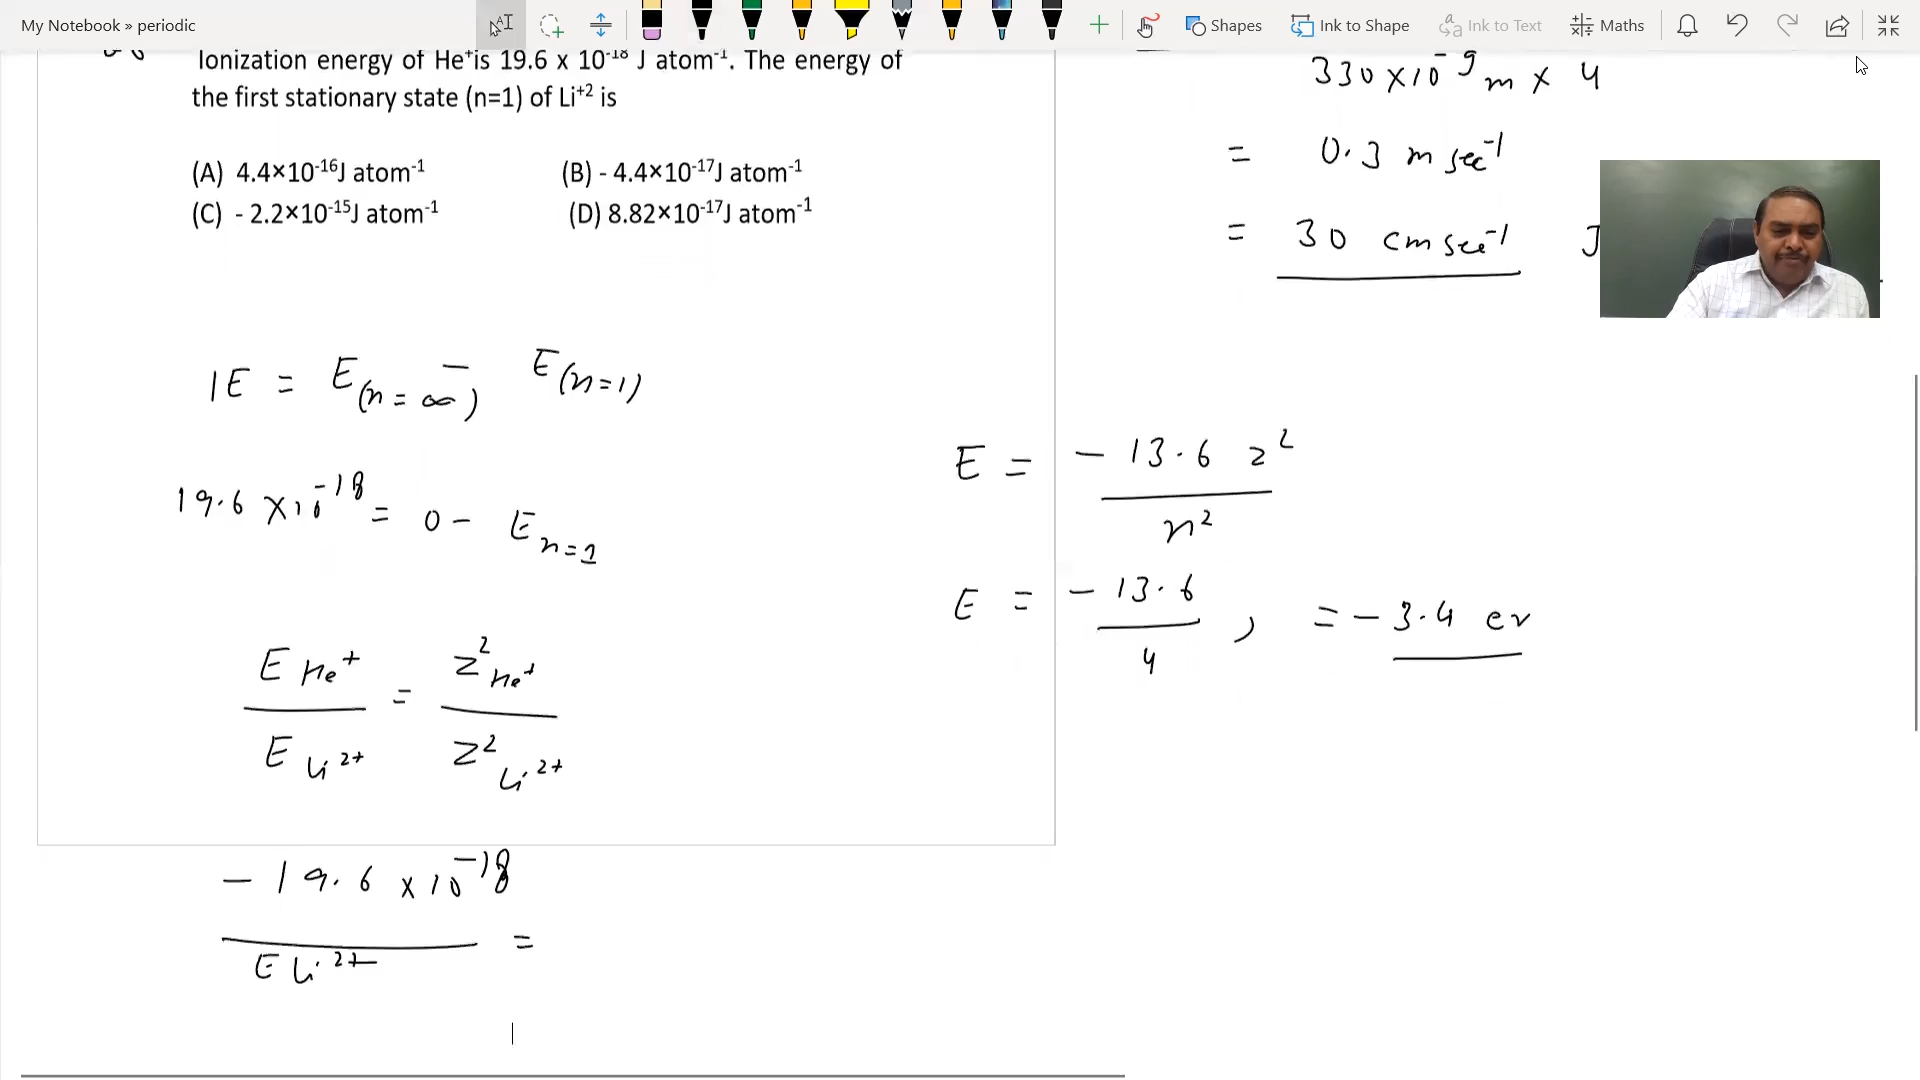 My Notebook » periodic
Shapes
Ink to Shape
Ink to Text
Maths
Ionization energy of He⁺is 19.6 x 10⁻¹⁸ J atom⁻¹. The energy of
the first stationary state (n=1) of Li⁺² is
(A) 4.4×10⁻¹⁶J atom⁻¹ (B) - 4.4×10⁻¹⁷J atom⁻¹
(C) - 2.2×10⁻¹⁵J atom⁻¹ (D) 8.82×10⁻¹⁷J atom⁻¹
IE = E(n = ∞) − E(n=1)
19.6 ×10⁻¹⁸ = 0 − E n=1
E He⁺ / E Li²⁺ = Z² He⁺ / Z² Li²⁺
− 19.6 ×10⁻¹⁸ / E Li²⁺ =
330×10⁻⁹ m × 4
= 0.3 m sec⁻¹
= 30 cm sec⁻¹ J
E = − 13.6 z² / n²
E = − 13.6 / 4 , = − 3.4 ev